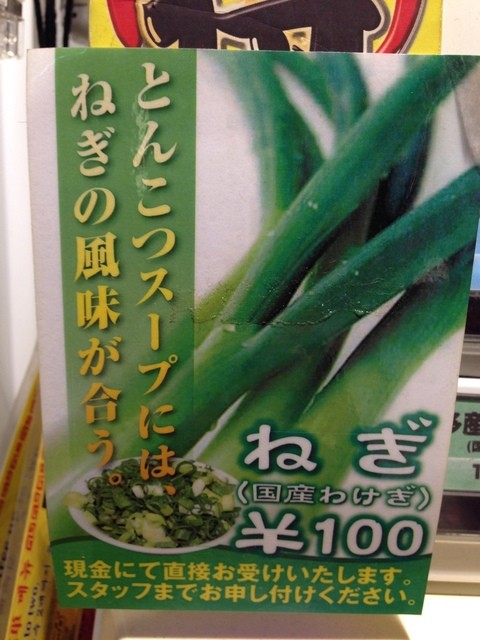 とんこつスープには、
ねぎの風味が合う。
ねぎ
（国産わけぎ）
¥100
現金にて直接お受けいたします。
スタッフまでお申し付けください。